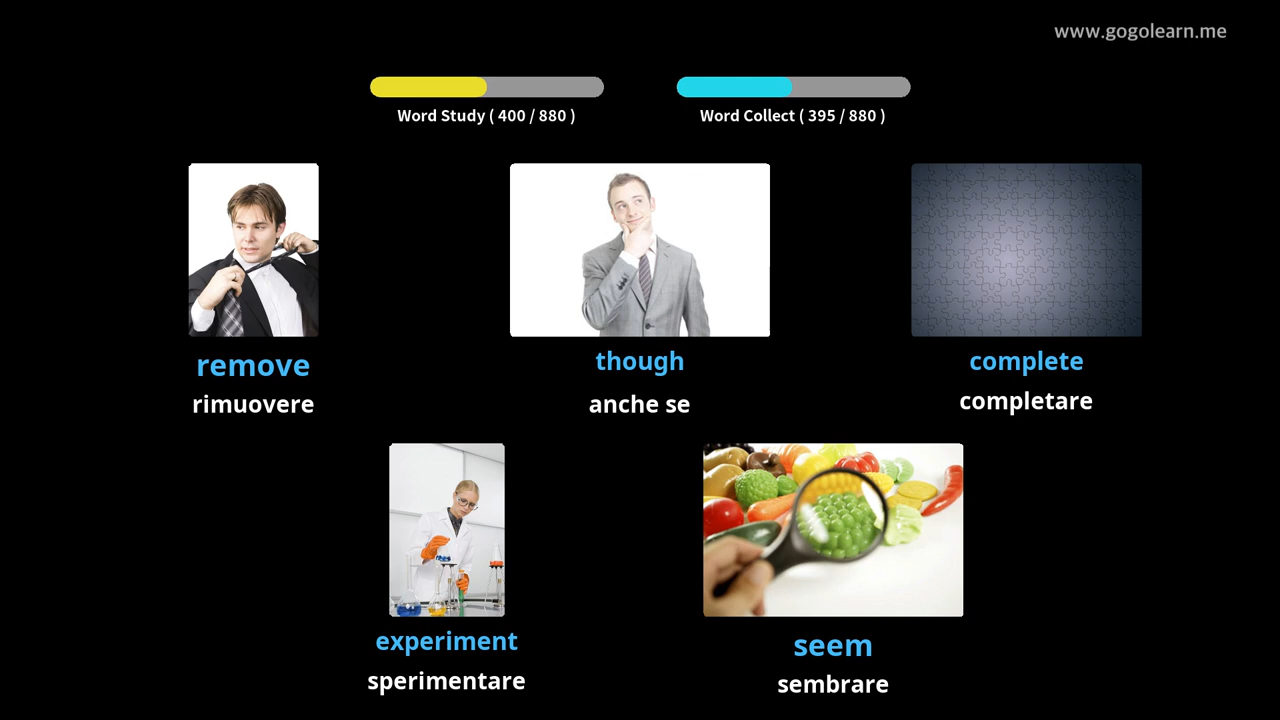 www.gogolearn.me
Word Study ( 400 / 880 )
Word Collect ( 395 / 880 )
remove
rimuovere
though
anche se
complete
completare
experiment
sperimentare
seem
sembrare